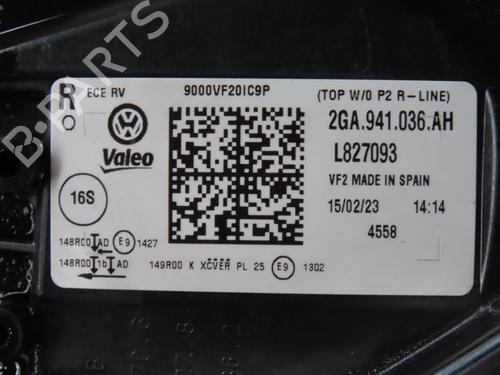 R ECE RV 9000VF20IC9P (TOP W/O P2 R-LINE)
2GA.941.036.AH
Valeo
L827093
VF2 MADE IN SPAIN
16S
15/02/23 14:14
4558
148R00 AD E9 1427
148R00 1b AD
149R00 K XCVER PL 25 E9 1302
B